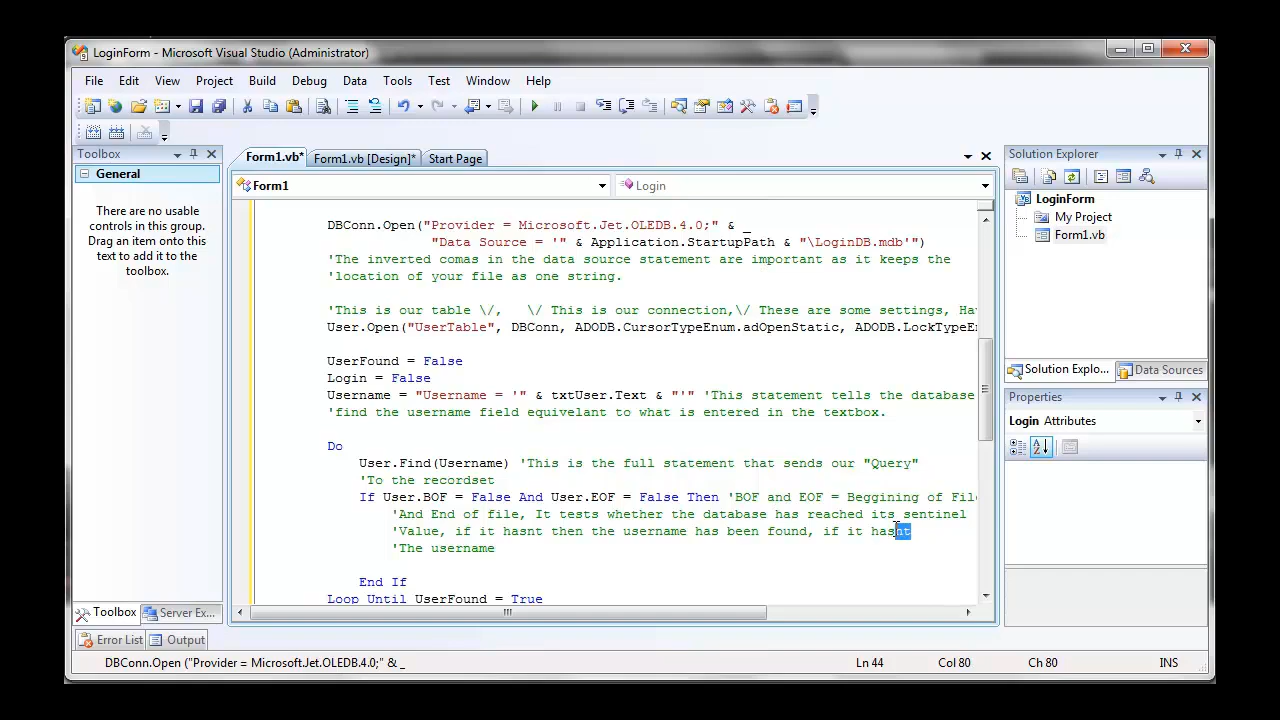 LoginForm - Microsoft Visual Studio (Administrator)
File Edit View Project Build Debug Data Tools Test Window Help
Toolbox
General
There are no usable
controls in this group.
Drag an item onto this
text to add it to the
toolbox.
Form1.vb* Form1.vb [Design]* Start Page
Form1 Login
DBConn.Open("Provider = Microsoft.Jet.OLEDB.4.0;" & _
"Data Source = '" & Application.StartupPath & "\LoginDB.mdb'")
'The inverted comas in the data source statement are important as it keeps the
'location of your file as one string.
'This is our table \/, \/ This is our connection,\/ These are some settings, Ha
User.Open("UserTable", DBConn, ADODB.CursorTypeEnum.adOpenStatic, ADODB.LockTypeEn
UserFound = False
Login = False
Username = "Username = '" & txtUser.Text & "'" 'This statement tells the database
'find the username field equivelant to what is entered in the textbox.
Do
User.Find(Username) 'This is the full statement that sends our "Query"
'To the recordset
If User.BOF = False And User.EOF = False Then 'BOF and EOF = Beggining of File
'And End of file, It tests whether the database has reached its sentinel
'Value, if it hasnt then the username has been found, if it hasnt
'The username
End If
Loop Until UserFound = True
Toolbox Server Ex...
Error List Output
Solution Explorer
LoginForm
My Project
Form1.vb
Solution Explo... Data Sources
Properties
Login Attributes
DBConn.Open ("Provider = Microsoft.Jet.OLEDB.4.0;" & _
Ln 44 Col 80 Ch 80 INS